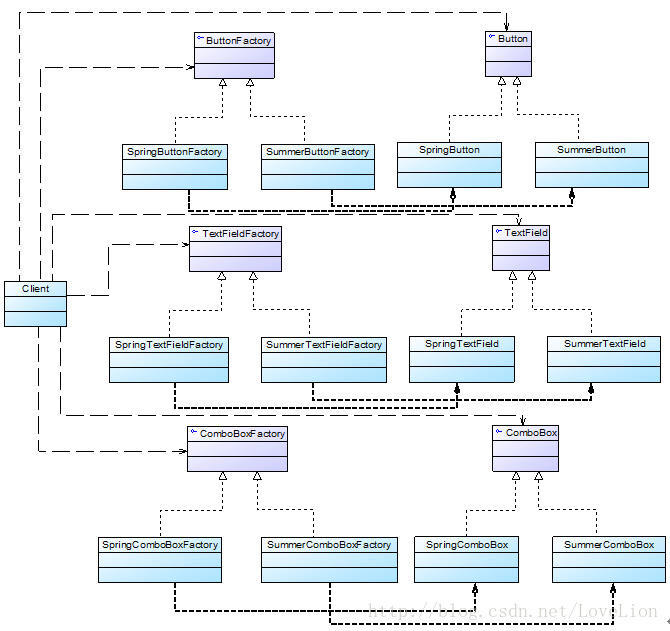 ButtonFactory
Button
SpringButtonFactory
SummerButtonFactory
SpringButton
SummerButton
TextFieldFactory
TextField
Client
SpringTextFieldFactory
SummerTextFieldFactory
SpringTextField
SummerTextField
ComboBoxFactory
ComboBox
SpringComboBoxFactory
SummerComboBoxFactory
SpringComboBox
SummerComboBox
http://blog.csdn.net/LoveLion